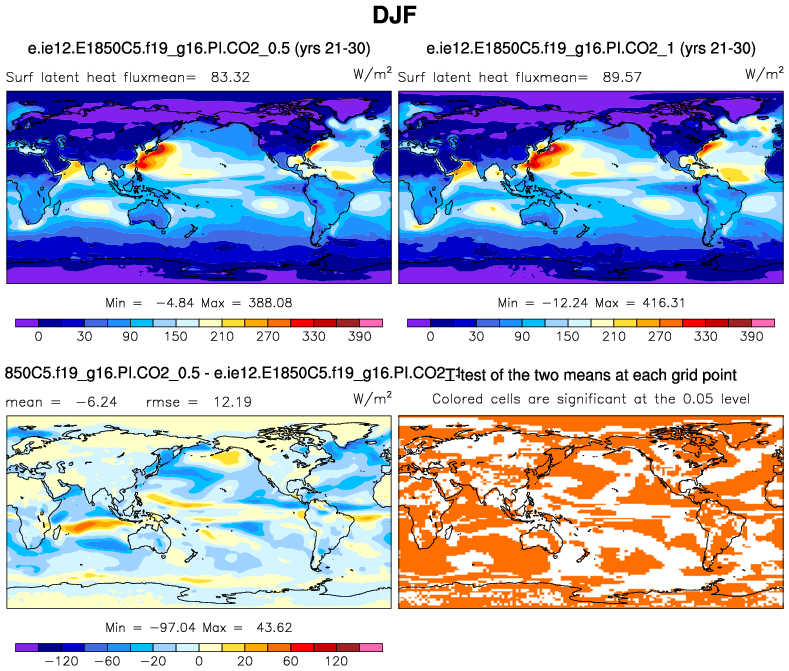 DJF
e.ie12.E1850C5.f19_g16.PI.CO2_0.5 (yrs 21-30)
e.ie12.E1850C5.f19_g16.PI.CO2_1 (yrs 21-30)
Surf latent heat fluxmean= 83.32 W/m2
Surf latent heat fluxmean= 89.57 W/m2
Min = -4.84 Max = 388.08
Min = -12.24 Max = 416.31
0 30 90 150 210 270 330 390
0 30 90 150 210 270 330 390
850C5.f19_g16.PI.CO2_0.5 - e.ie12.E1850C5.f19_g16.PI.CO2_1
T-test of the two means at each grid point
mean = -6.24 rmse = 12.19 W/m2
Colored cells are significant at the 0.05 level
Min = -97.04 Max = 43.62
-120 -60 -20 0 20 60 120